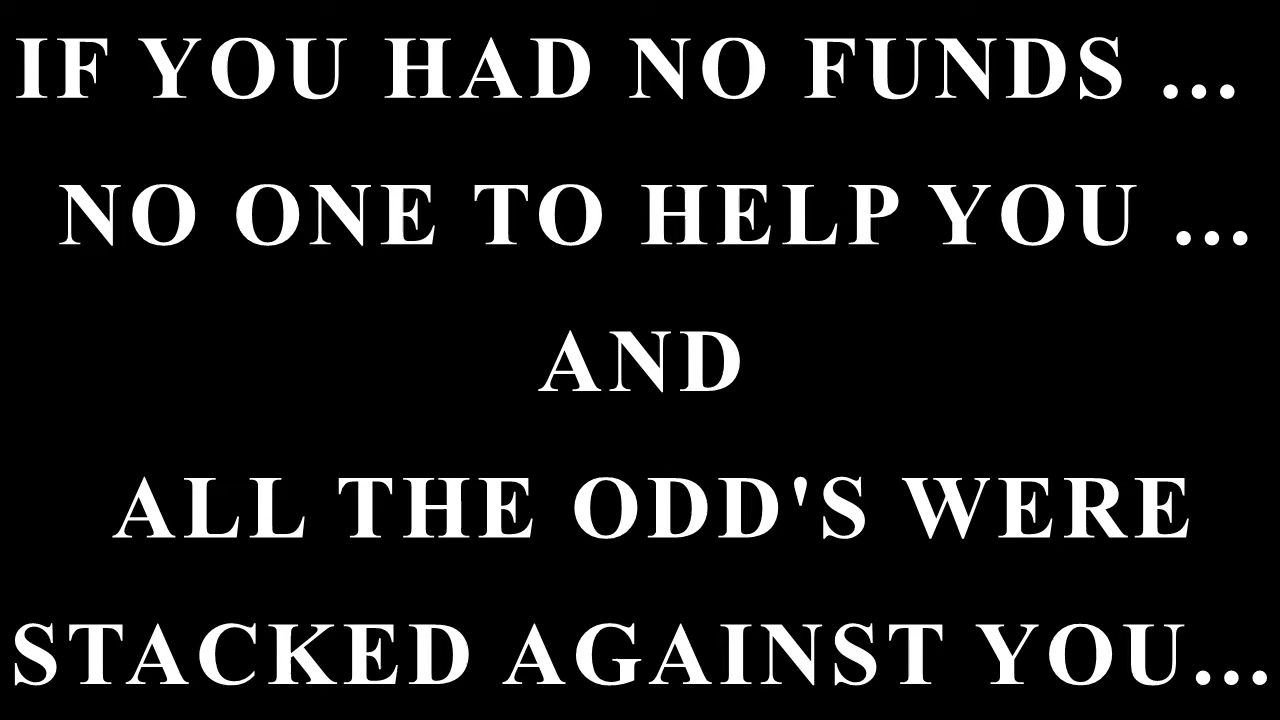 IF YOU HAD NO FUNDS ...
NO ONE TO HELP YOU ...
AND
ALL THE ODD'S WERE
STACKED AGAINST YOU...